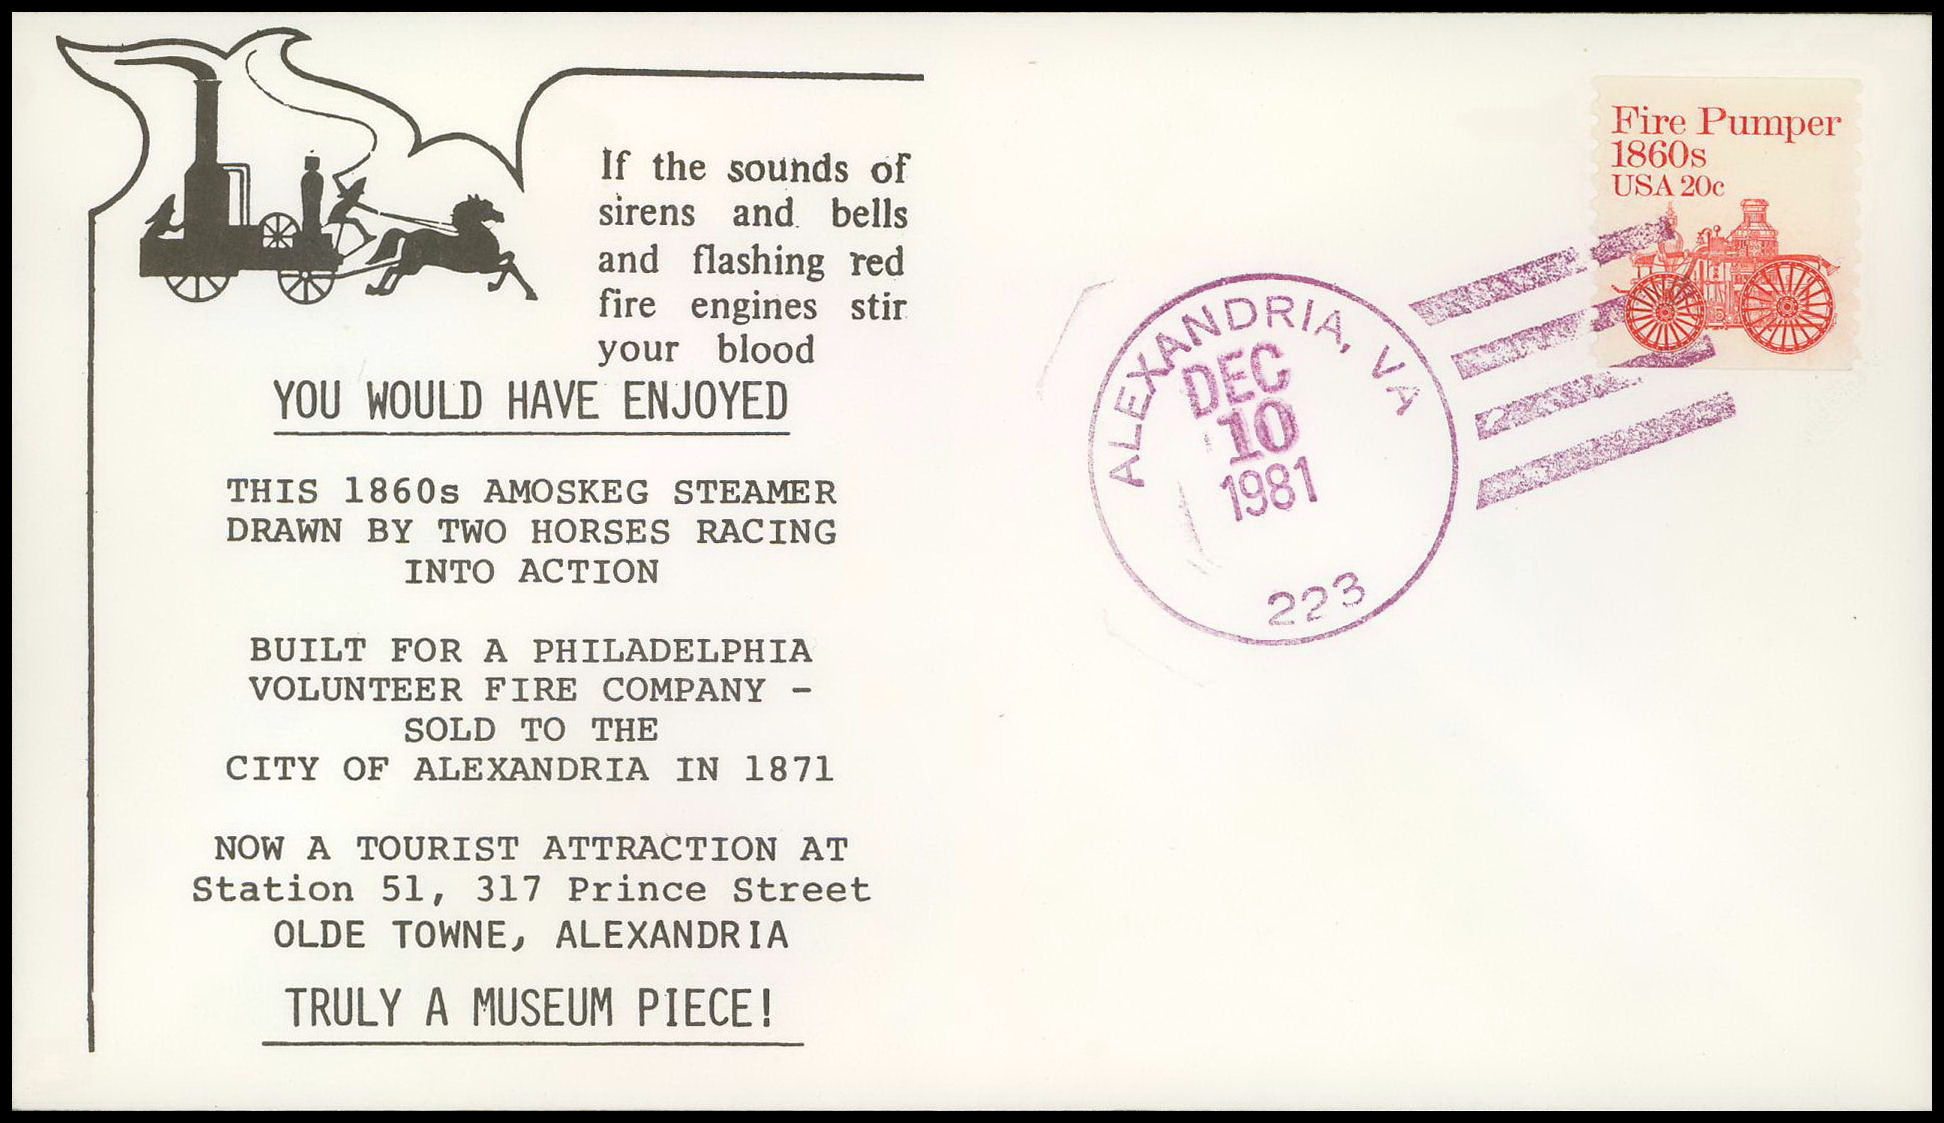 If the sounds of
sirens and bells
and flashing red
fire engines stir
your blood
YOU WOULD HAVE ENJOYED
THIS 1860s AMOSKEG STEAMER
DRAWN BY TWO HORSES RACING
INTO ACTION
BUILT FOR A PHILADELPHIA
VOLUNTEER FIRE COMPANY -
SOLD TO THE
CITY OF ALEXANDRIA IN 1871
NOW A TOURIST ATTRACTION AT
Station 51, 317 Prince Street
OLDE TOWNE, ALEXANDRIA
TRULY A MUSEUM PIECE!
ALEXANDRIA, VA
DEC
10
1981
223
Fire Pumper
1860s
USA 20c